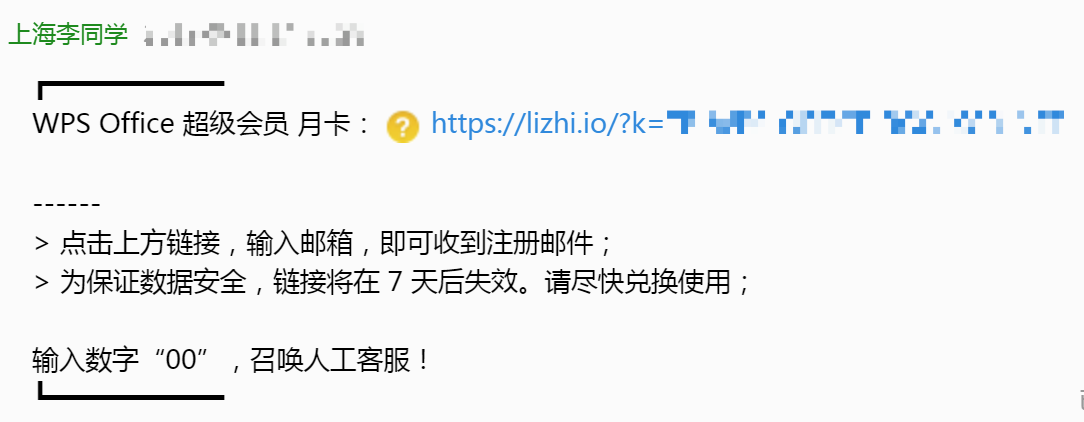 上海李同学
WPS Office 超级会员 月卡： https://lizhi.io/?k=
------
> 点击上方链接，输入邮箱，即可收到注册邮件；
> 为保证数据安全，链接将在 7 天后失效。请尽快兑换使用；
输入数字“00”，召唤人工客服！